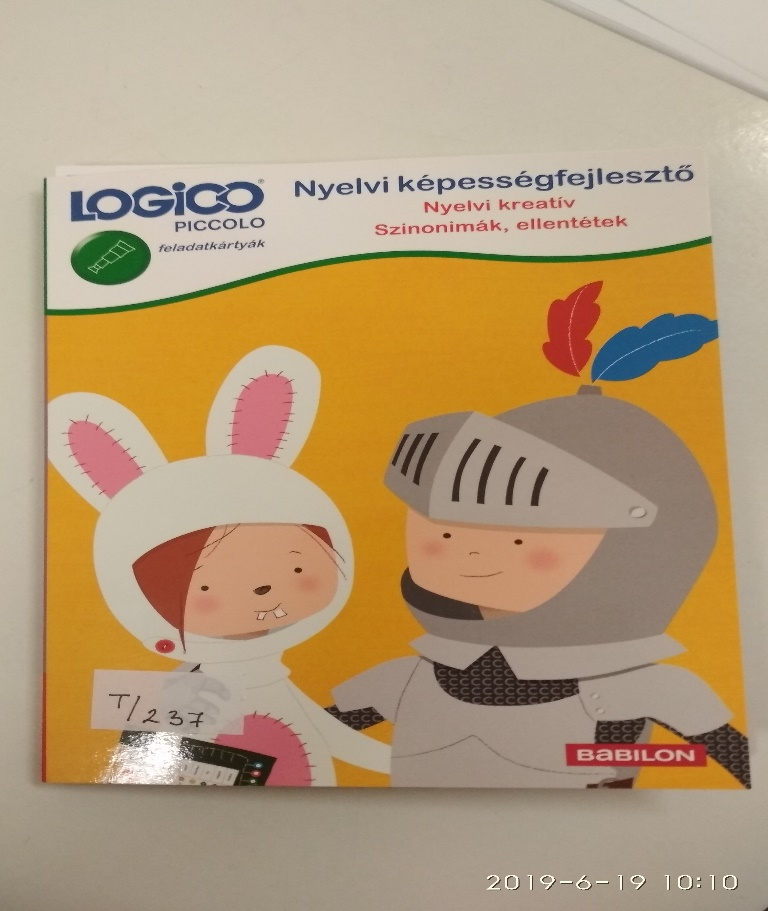 LOGiCO
PICCOLO
feladatkártyák
Nyelvi képességfejlesztő
Nyelvi kreatív
Szinonimák, ellentétek
T/237
BaBILON
2019-6-19 10:10